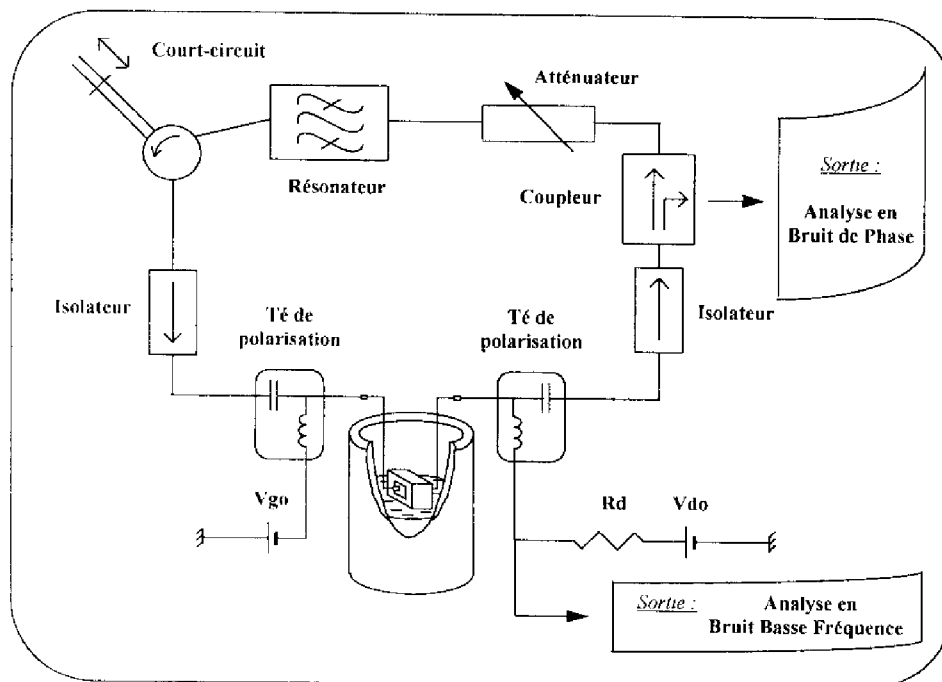 Court-circuit
Atténuateur
Résonateur
Coupleur
Sortie :
Analyse en
Bruit de Phase
Isolateur
Té de
polarisation
Té de
polarisation
Isolateur
Vgo
Rd
Vdo
Sortie :
Analyse en
Bruit Basse Fréquence